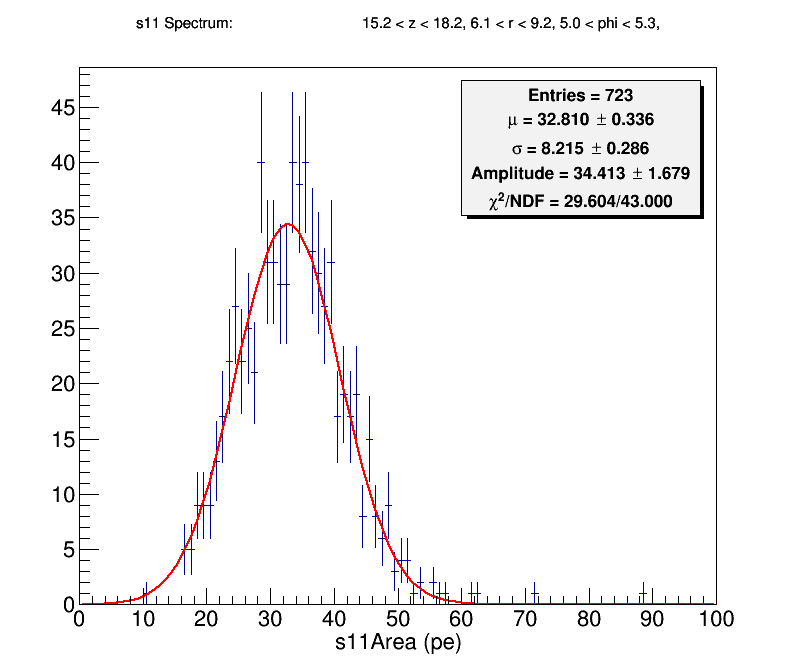 s11 Spectrum: 15.2 < z < 18.2, 6.1 < r < 9.2, 5.0 < phi < 5.3,
Entries = 723
μ = 32.810 ± 0.336
σ = 8.215 ± 0.286
Amplitude = 34.413 ± 1.679
χ²/NDF = 29.604/43.000
45
40
35
30
25
20
15
10
5
0
0 10 20 30 40 50 60 70 80 90 100
s11Area (pe)